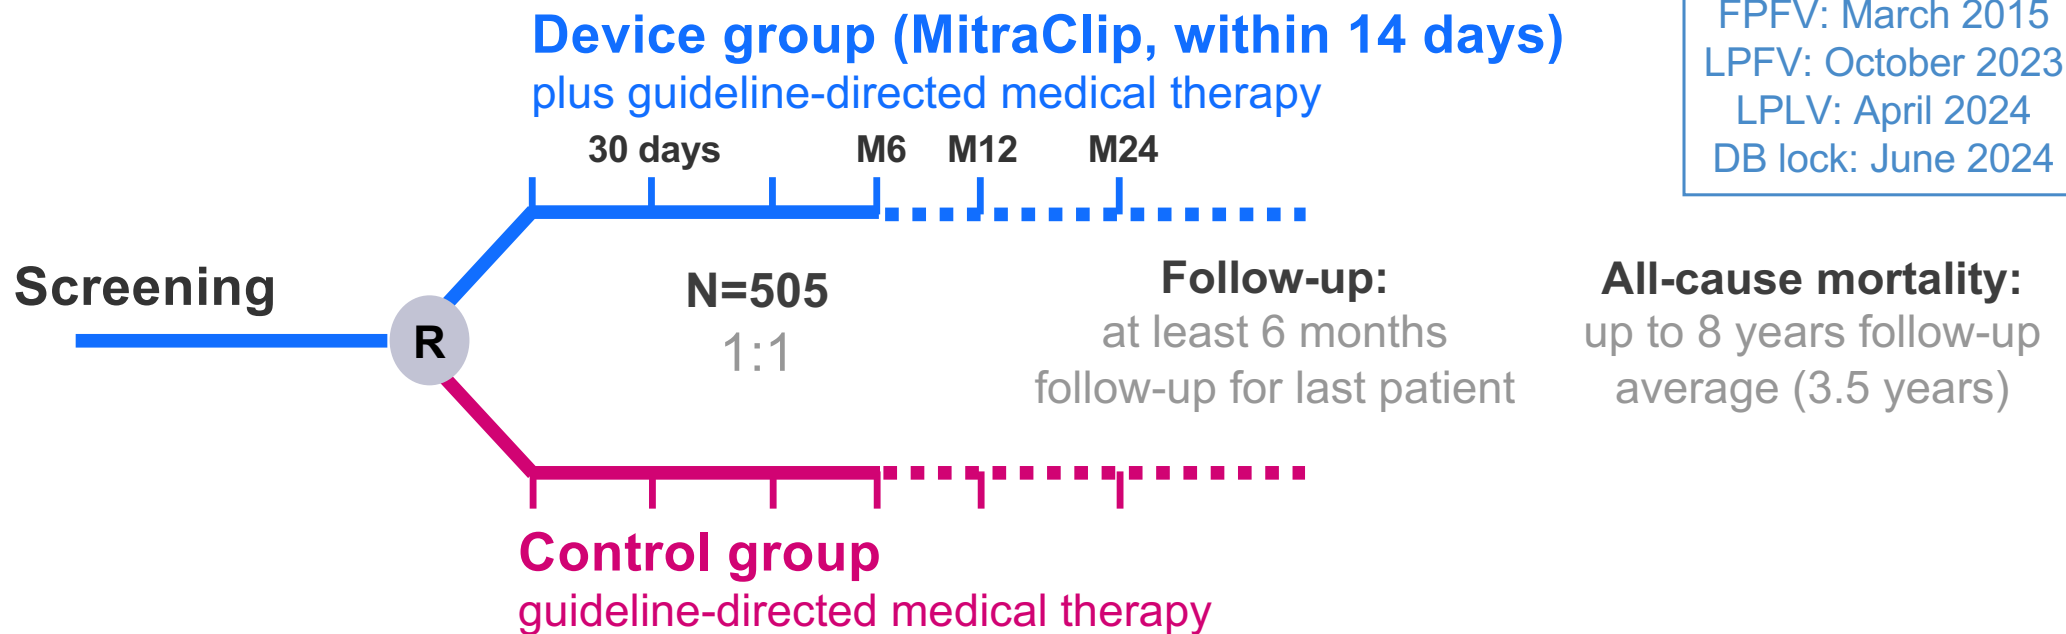 Device group (MitraClip, within 14 days)
plus guideline-directed medical therapy
FPFV: March 2015
LPFV: October 2023
LPLV: April 2024
DB lock: June 2024
30 days M6 M12 M24
Screening
R
N=505
1:1
Follow-up:
at least 6 months
follow-up for last patient
All-cause mortality:
up to 8 years follow-up
average (3.5 years)
Control group
guideline-directed medical therapy